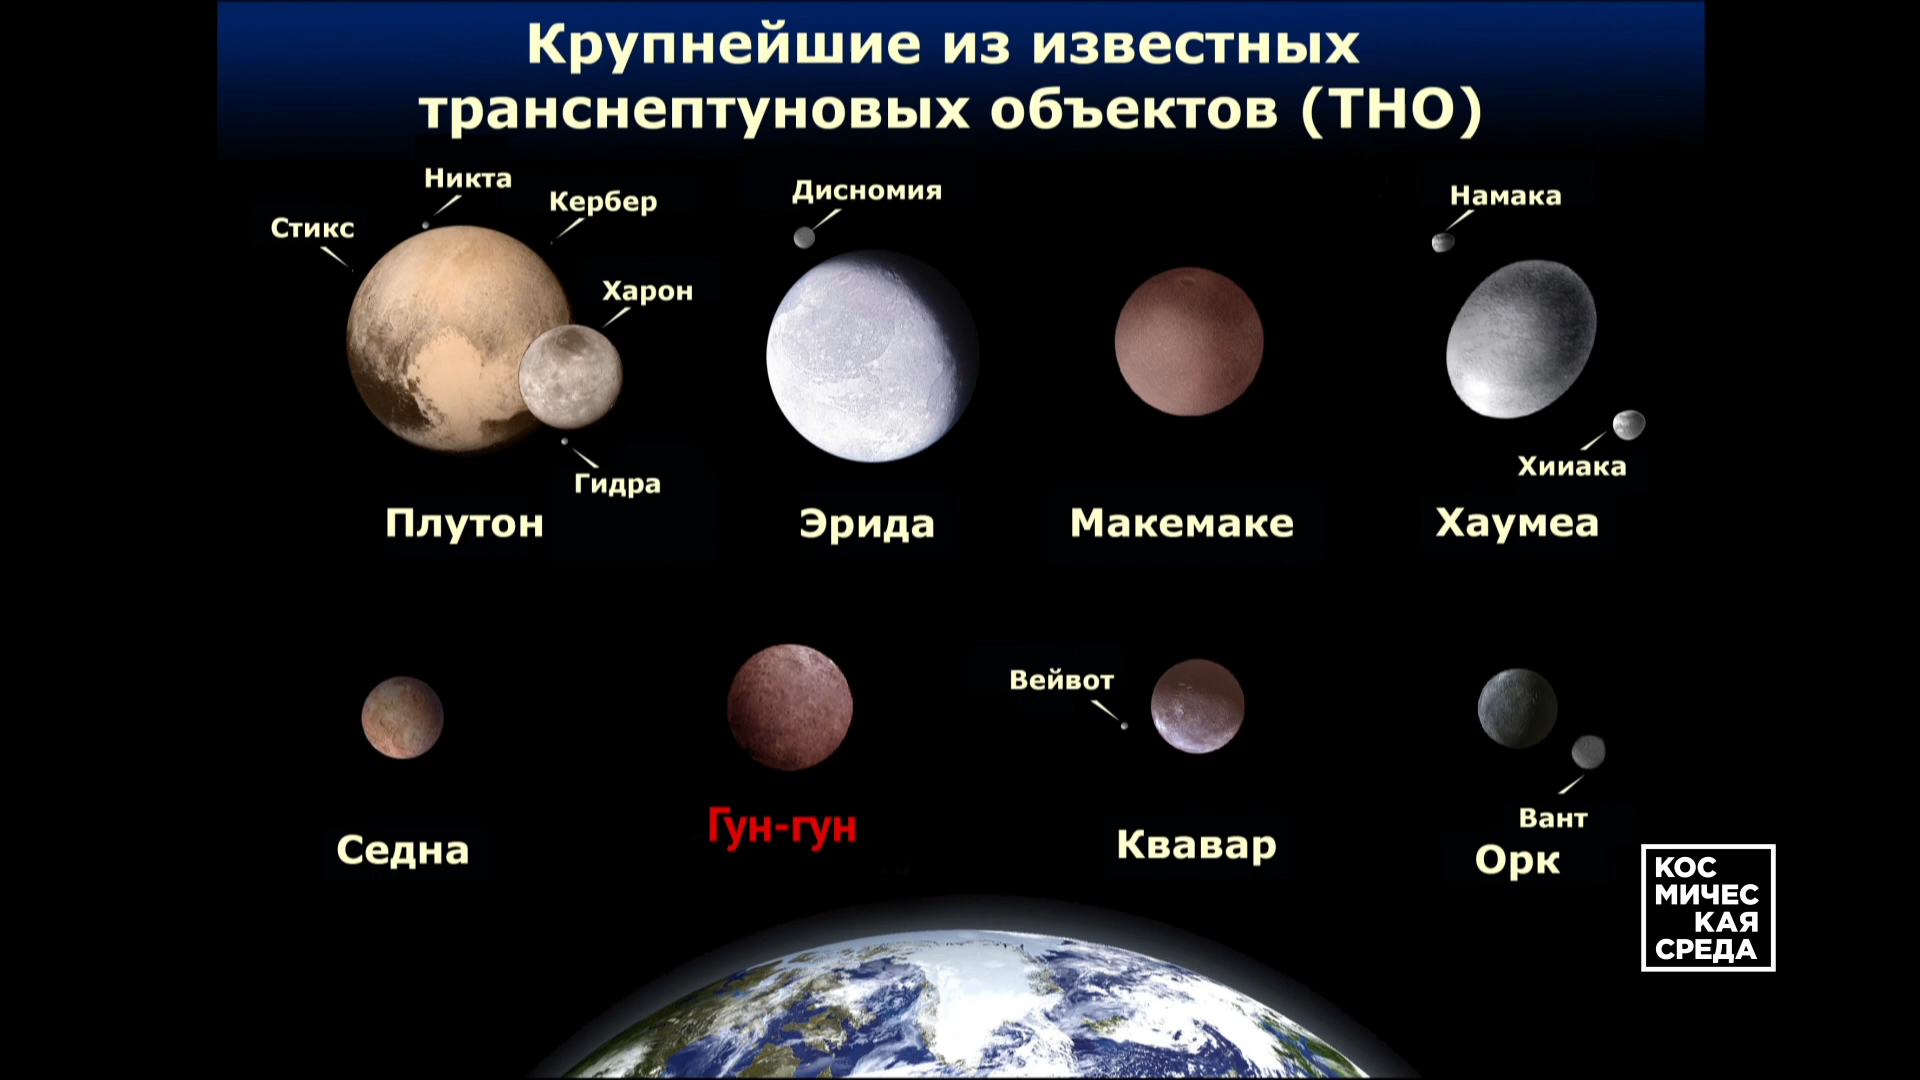 Крупнейшие из известных
транснептуновых объектов (ТНО)
Никта
Кербер
Стикс
Харон
Гидра
Плутон
Дисномия
Эрида
Макемаке
Намака
Хииака
Хаумеа
Седна
Гун-гун
Вейвот
Квавар
Вант
Орк
КОС
МИЧЕС
КАЯ
СРЕДА